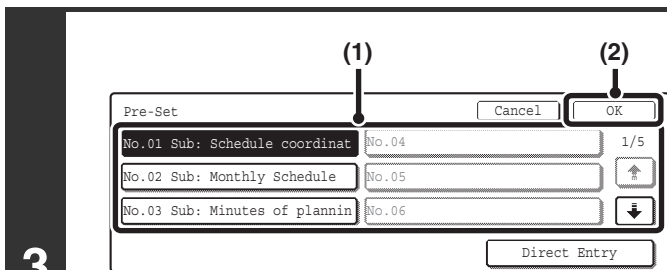 (1) (2)
Pre-Set Cancel OK
No.01 Sub: Schedule coordinat No.04 1/5
No.02 Sub: Monthly Schedule No.05
No.03 Sub: Minutes of plannin No.06
Direct Entry
3